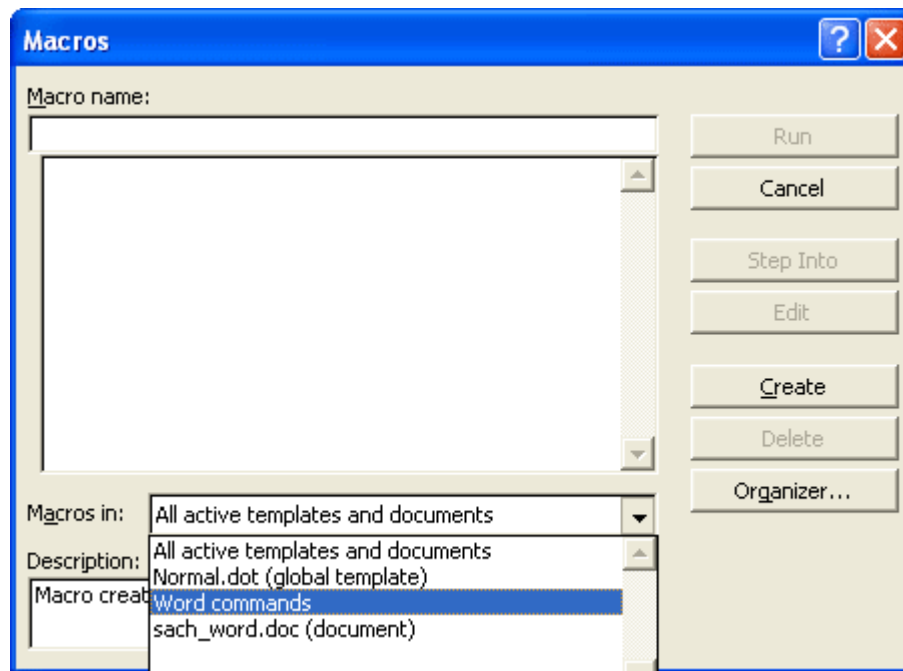 Macros
Macro name:
Run
Cancel
Step Into
Edit
Create
Delete
Organizer...
Macros in: All active templates and documents
Description:
All active templates and documents
Normal.dot (global template)
Word commands
sach_word.doc (document)
Macro